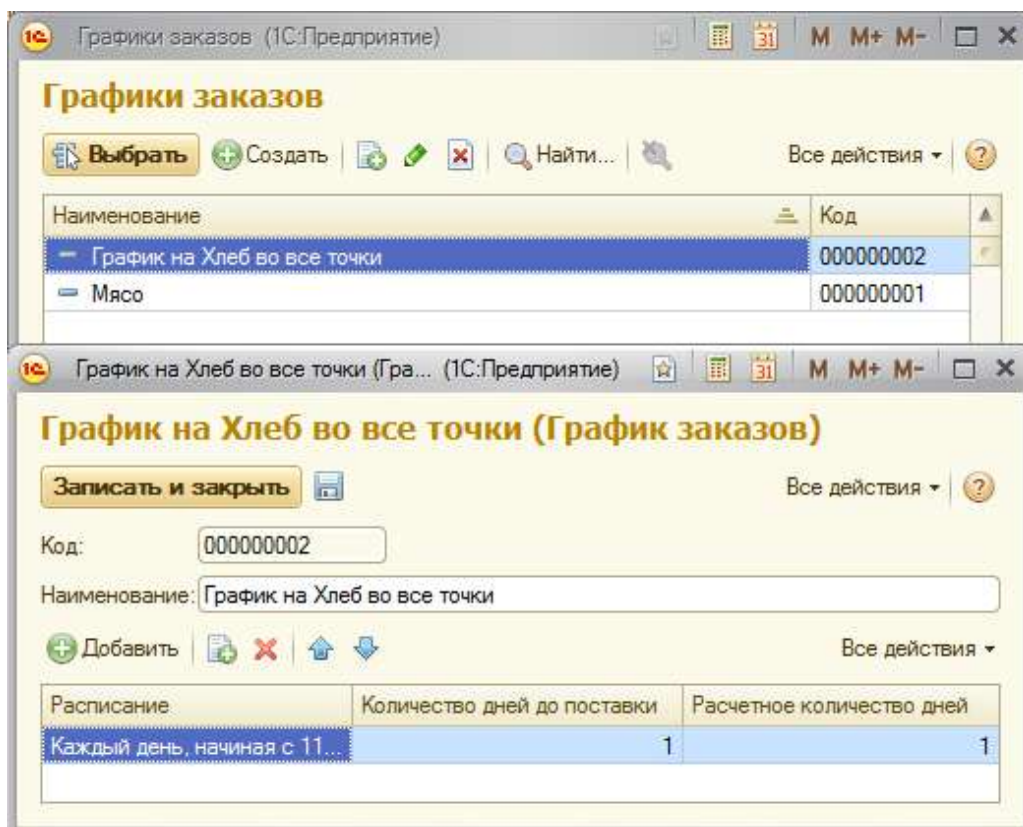 1С Графики заказов (1С:Предприятие) 31 M M+ M-
Графики заказов
Выбрать Создать Найти... Все действия ?
Наименование Код
График на Хлеб во все точки 000000002
Мясо 000000001
1С График на Хлеб во все точки (Гра... (1С:Предприятие) 31 M M+ M-
График на Хлеб во все точки (График заказов)
Записать и закрыть Все действия ?
Код: 000000002
Наименование: График на Хлеб во все точки
Добавить Все действия
Расписание Количество дней до поставки Расчетное количество дней
Каждый день, начиная с 11... 1 1